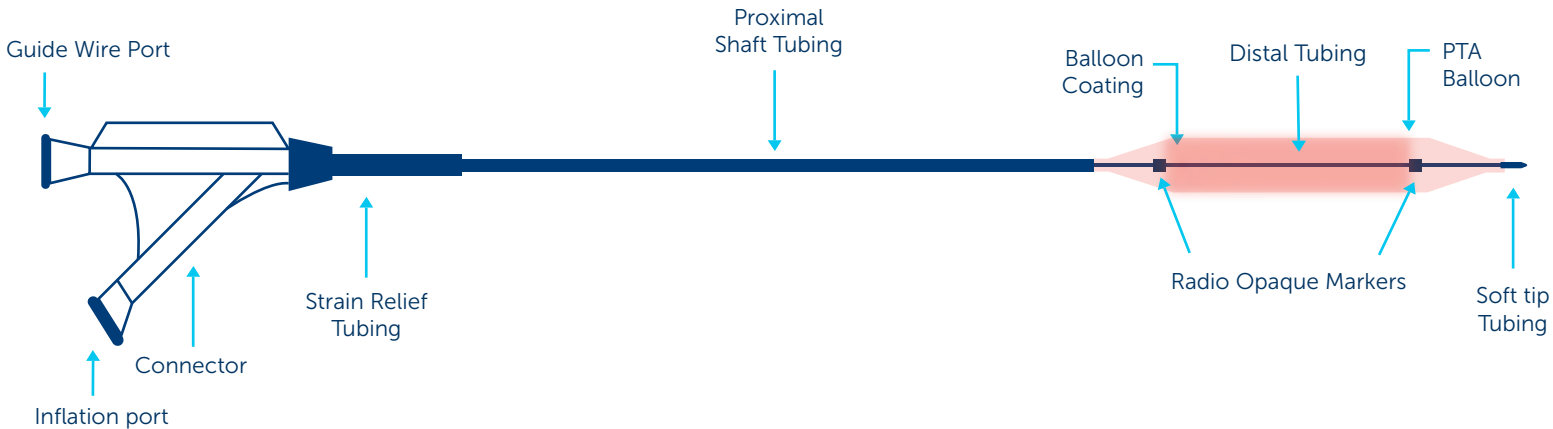 Proximal
Shaft Tubing
Guide Wire Port
Balloon
Coating
Distal Tubing
PTA
Balloon
Strain Relief
Tubing
Radio Opaque Markers
Soft tip
Tubing
Connector
Inflation port